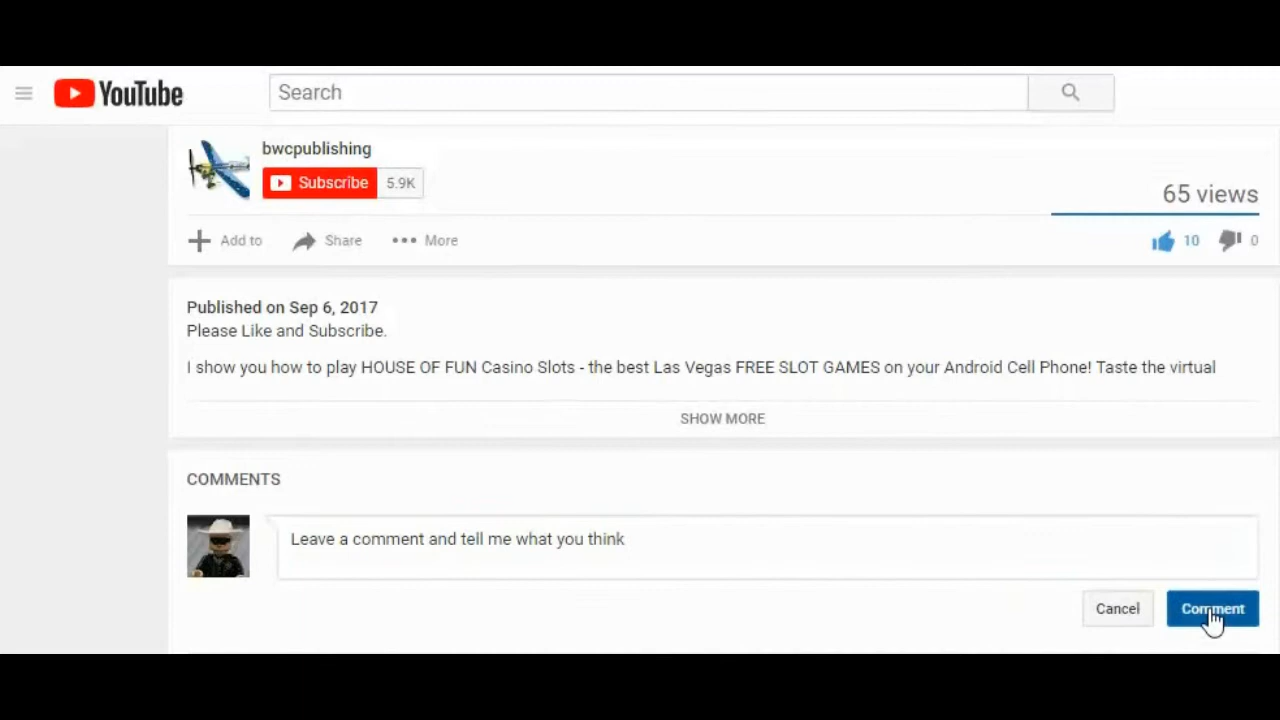 YouTube
Search
bwcpublishing
Subscribe 5.9K
65 views
Add to Share More
10 0
Published on Sep 6, 2017
Please Like and Subscribe.
I show you how to play HOUSE OF FUN Casino Slots - the best Las Vegas FREE SLOT GAMES on your Android Cell Phone! Taste the virtual
SHOW MORE
COMMENTS
Leave a comment and tell me what you think
Cancel Comment